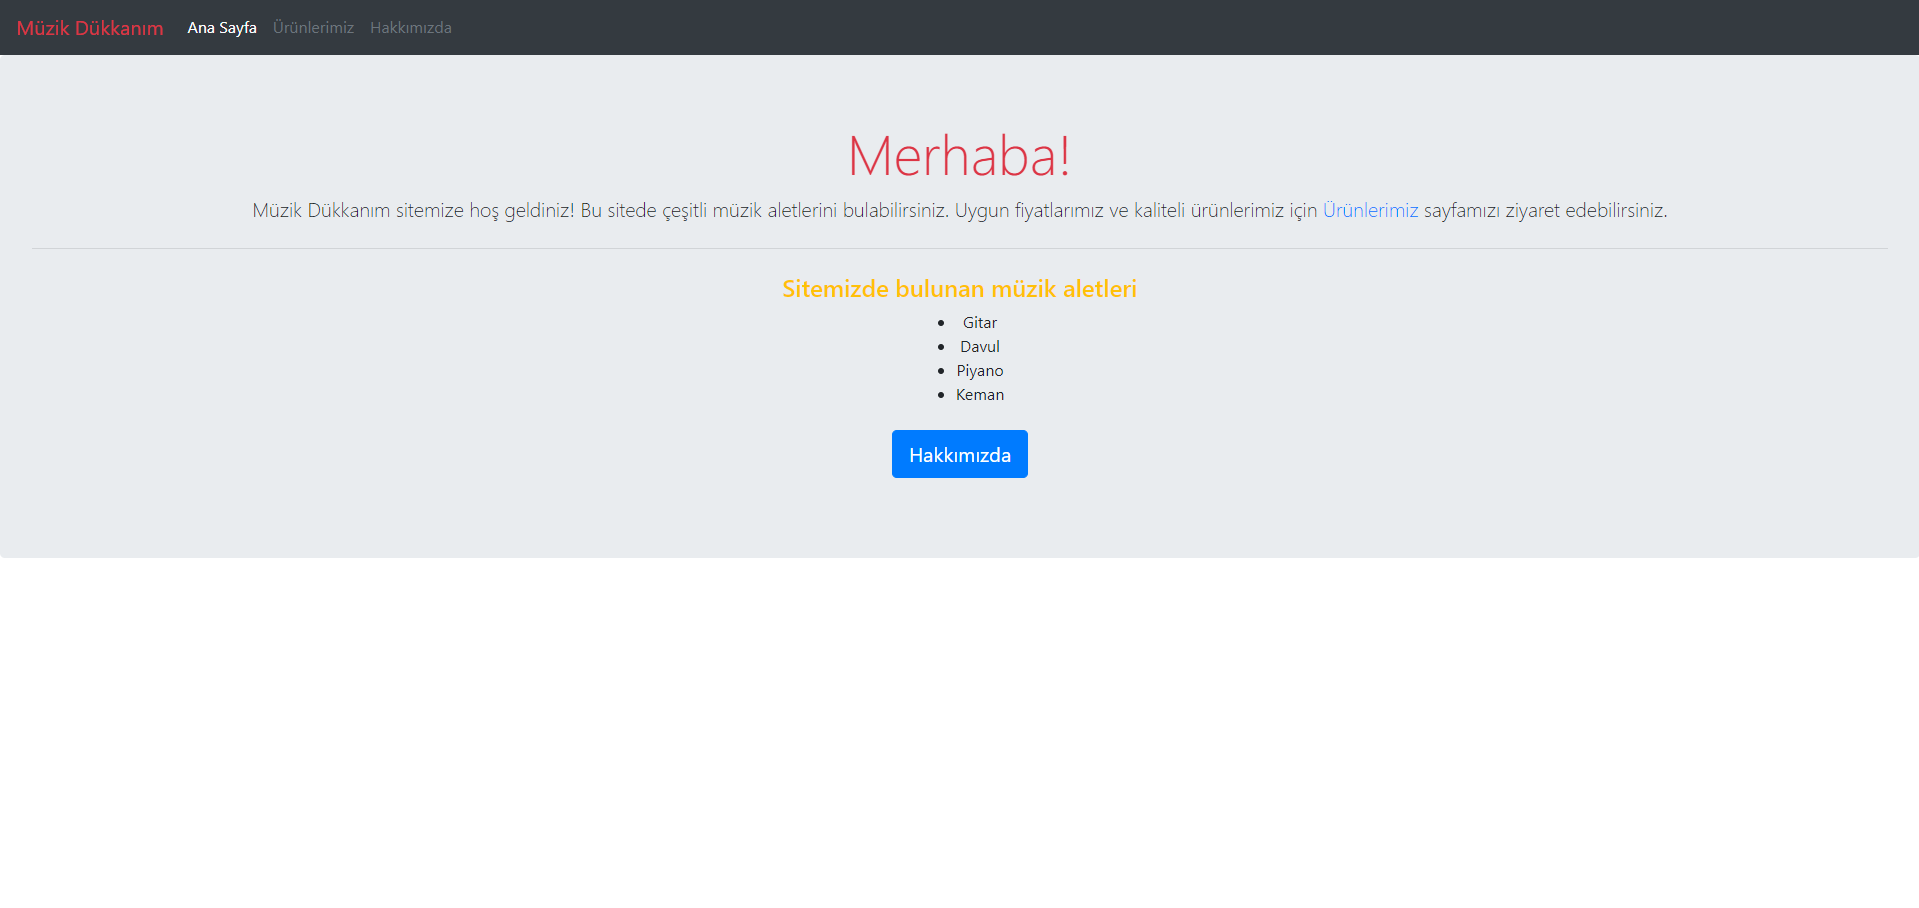 Müzik Dükkanım Ana Sayfa Ürünlerimiz Hakkımızda
Merhaba!
Müzik Dükkanım sitemize hoş geldiniz! Bu sitede çeşitli müzik aletlerini bulabilirsiniz. Uygun fiyatlarımız ve kaliteli ürünlerimiz için Ürünlerimiz sayfamızı ziyaret edebilirsiniz.
Sitemizde bulunan müzik aletleri
• Gitar
• Davul
• Piyano
• Keman
Hakkımızda